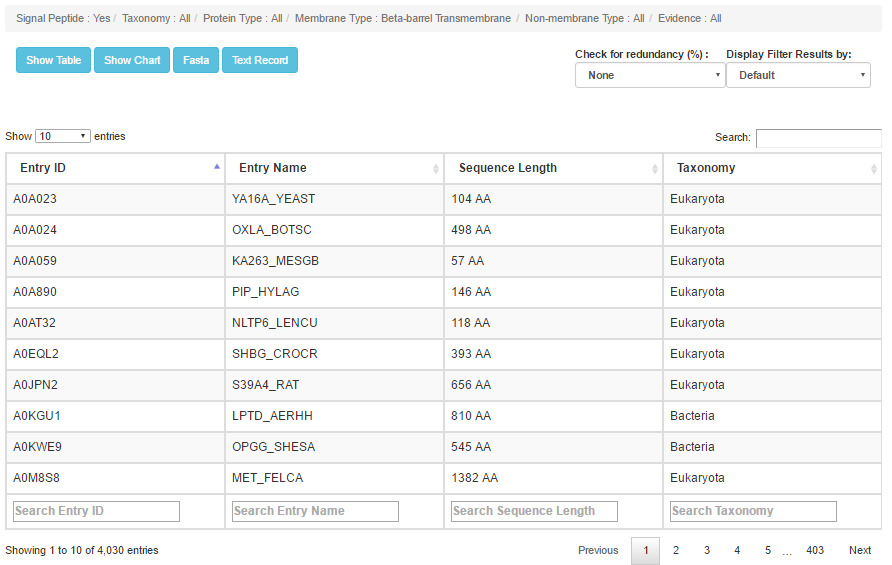 Signal Peptide : Yes / Taxonomy : All / Protein Type : All / Membrane Type : Beta-barrel Transmembrane / Non-membrane Type : All / Evidence : All
Show Table Show Chart Fasta Text Record
Check for redundancy (%) : Display Filter Results by:
None Default
Show 10 entries Search:
Entry ID Entry Name Sequence Length Taxonomy
A0A023 YA16A_YEAST 104 AA Eukaryota
A0A024 OXLA_BOTSC 498 AA Eukaryota
A0A059 KA263_MESGB 57 AA Eukaryota
A0A890 PIP_HYLAG 146 AA Eukaryota
A0AT32 NLTP6_LENCU 118 AA Eukaryota
A0EQL2 SHBG_CROCR 393 AA Eukaryota
A0JPN2 S39A4_RAT 656 AA Eukaryota
A0KGU1 LPTD_AERHH 810 AA Bacteria
A0KWE9 OPGG_SHESA 545 AA Bacteria
A0M8S8 MET_FELCA 1382 AA Eukaryota
Search Entry ID Search Entry Name Search Sequence Length Search Taxonomy
Showing 1 to 10 of 4,030 entries Previous 1 2 3 4 5 ... 403 Next